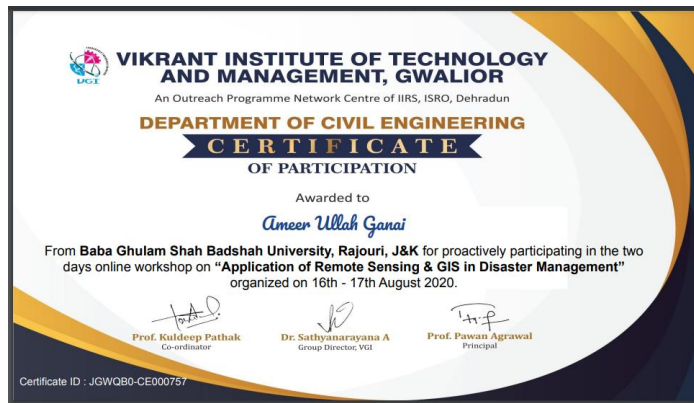 VGI
VIKRANT INSTITUTE OF TECHNOLOGY
AND MANAGEMENT, GWALIOR
An Outreach Programme Network Centre of IIRS, ISRO, Dehradun
DEPARTMENT OF CIVIL ENGINEERING
CERTIFICATE
OF PARTICIPATION
Awarded to
Ameer Ullah Ganai
From Baba Ghulam Shah Badshah University, Rajouri, J&K for proactively participating in the two
days online workshop on “Application of Remote Sensing & GIS in Disaster Management”
organized on 16th - 17th August 2020.
Prof. Kuldeep Pathak
Co-ordinator
Dr. Sathyanarayana A
Group Director, VGI
Prof. Pawan Agrawal
Principal
Certificate ID : JGWQB0-CE000757